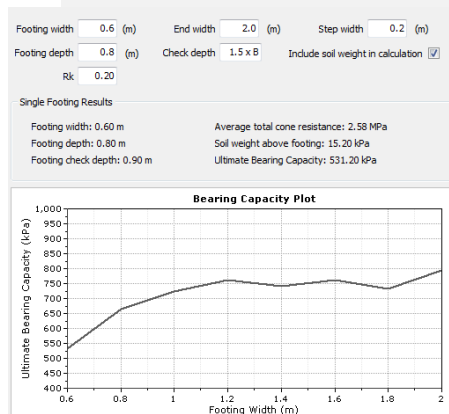 Footing width 0.6 (m) End width 2.0 (m) Step width 0.2 (m)
Footing depth 0.8 (m) Check depth 1.5 x B Include soil weight in calculation
Rk 0.20
Single Footing Results
Footing width: 0.60 m Average total cone resistance: 2.58 MPa
Footing depth: 0.80 m Soil weight above footing: 15.20 kPa
Footing check depth: 0.90 m Ultimate Bearing Capacity: 531.20 kPa
Bearing Capacity Plot
Ultimate Bearing Capacity (kPa)
1,000
950
900
850
800
750
700
650
600
550
500
450
400
0.6 0.8 1 1.2 1.4 1.6 1.8 2
Footing Width (m)